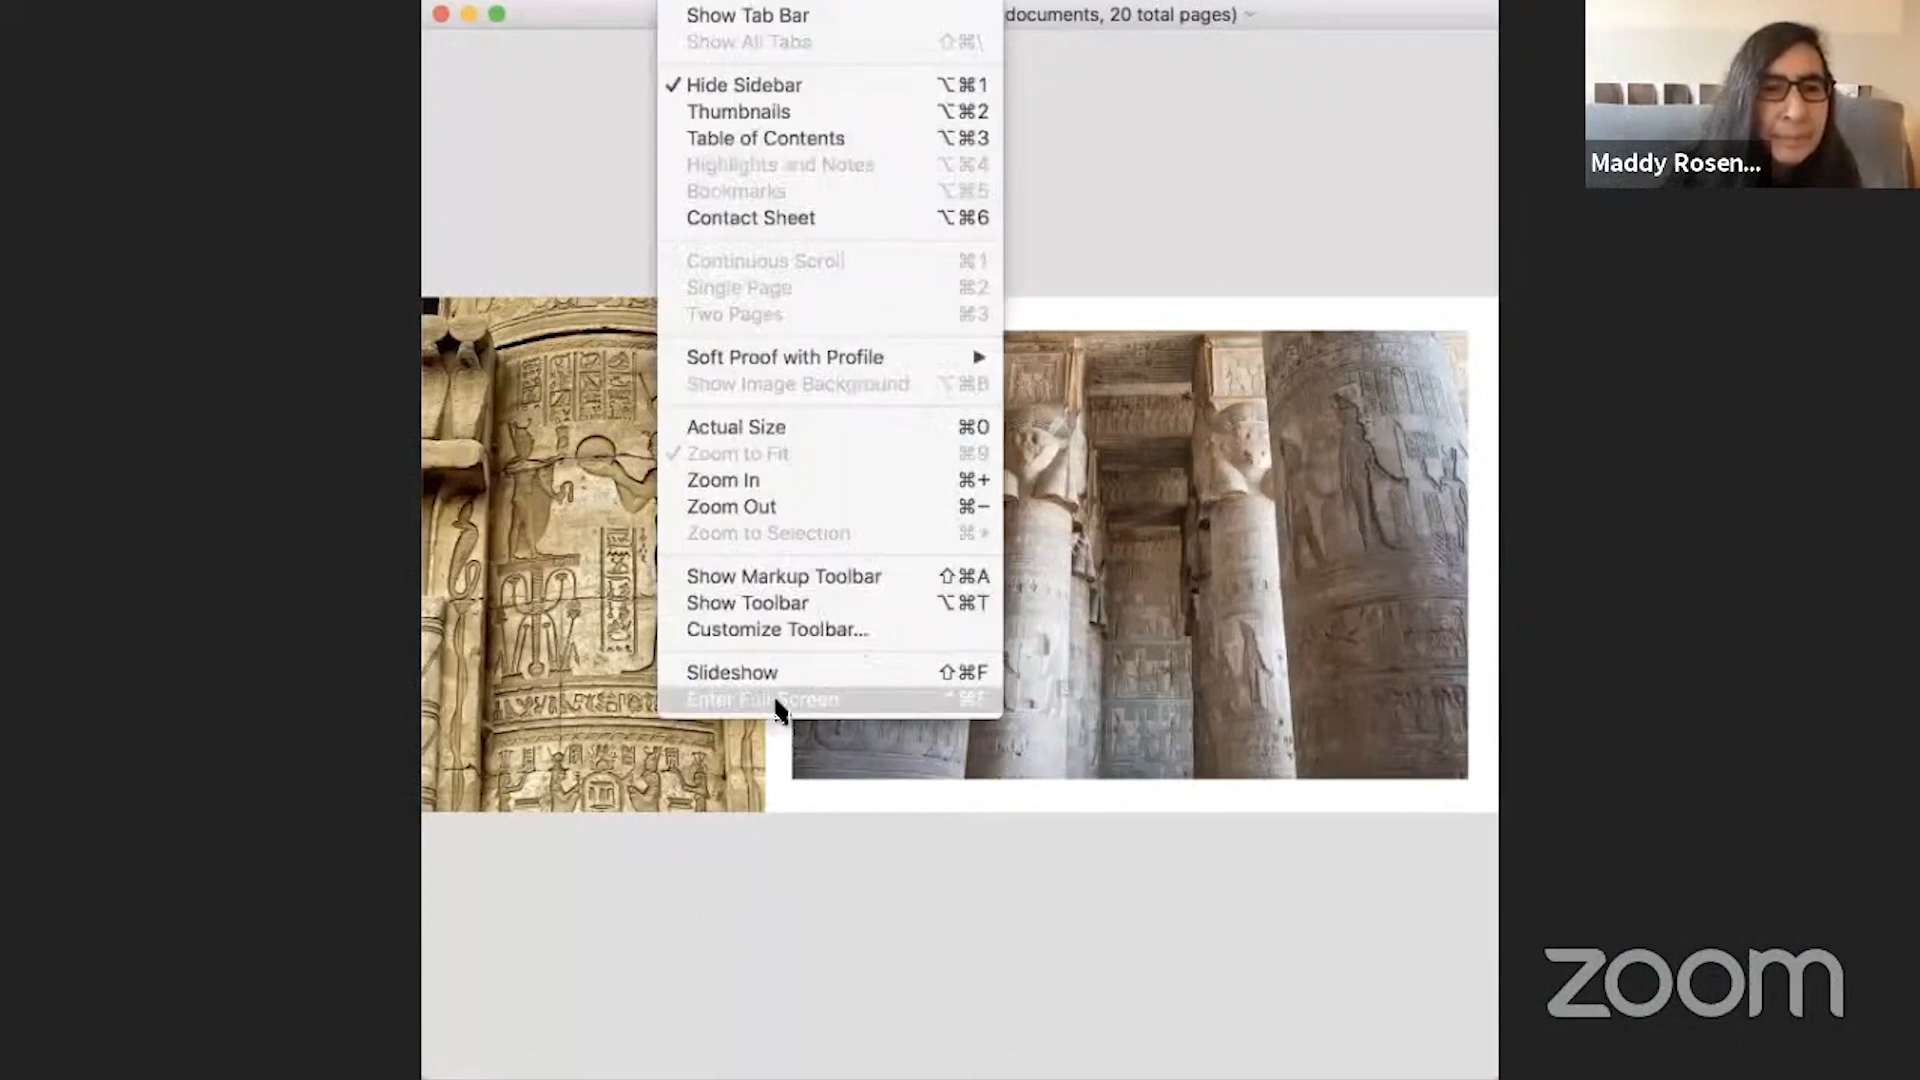 documents, 20 total pages)
Show Tab Bar
Show All Tabs ⇧⌘\
✓ Hide Sidebar ⌥⌘1
Thumbnails ⌥⌘2
Table of Contents ⌥⌘3
Highlights and Notes ⌥⌘4
Bookmarks ⌥⌘5
Contact Sheet ⌥⌘6
Continuous Scroll ⌘1
Single Page ⌘2
Two Pages ⌘3
Soft Proof with Profile ▶
Show Image Background ⌥⌘B
Actual Size ⌘0
✓ Zoom to Fit ⌘9
Zoom In ⌘+
Zoom Out ⌘−
Zoom to Selection ⌘*
Show Markup Toolbar ⇧⌘A
Show Toolbar ⌥⌘T
Customize Toolbar...
Slideshow ⇧⌘F
Enter Full Screen ⌃⌘F
Maddy Rosen...
zoom